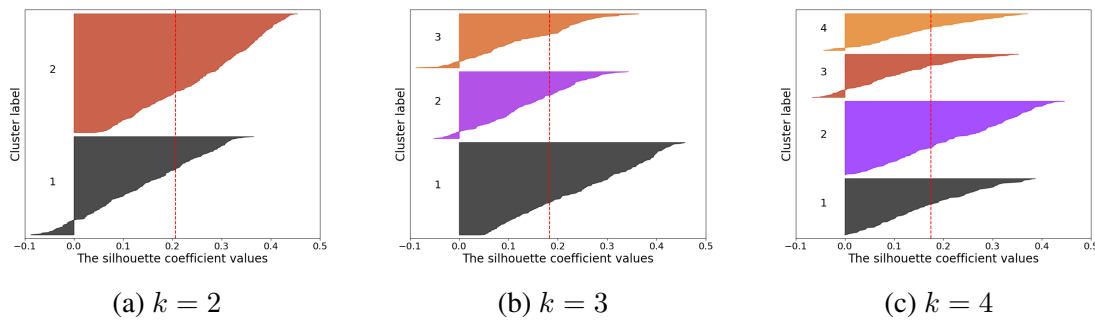 Cluster label
2
1
−0.1 0.0 0.1 0.2 0.3 0.4 0.5
The silhouette coefficient values
(a) k = 2
Cluster label
3
2
1
−0.1 0.0 0.1 0.2 0.3 0.4 0.5
The silhouette coefficient values
(b) k = 3
Cluster label
4
3
2
1
−0.1 0.0 0.1 0.2 0.3 0.4 0.5
The silhouette coefficient values
(c) k = 4